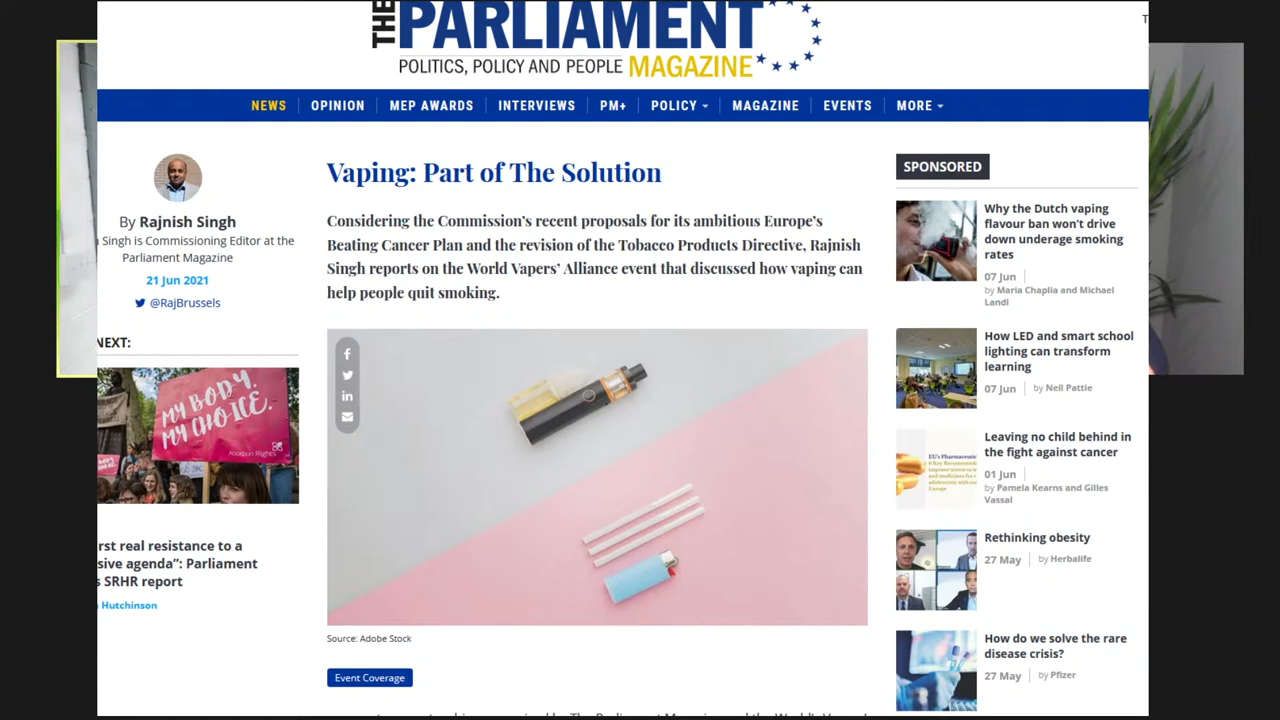 THE PARLIAMENT
POLITICS, POLICY AND PEOPLE MAGAZINE
NEWS OPINION MEP AWARDS INTERVIEWS PM+ POLICY MAGAZINE EVENTS MORE
By Rajnish Singh
Singh is Commissioning Editor at the
Parliament Magazine
21 Jun 2021
@RajBrussels
NEXT:
MY BODY.
MY CHOICE.
Abortion Rights
rst real resistance to a
sive agenda”: Parliament
s SRHR report
Hutchinson
Vaping: Part of The Solution
Considering the Commission’s recent proposals for its ambitious Europe’s
Beating Cancer Plan and the revision of the Tobacco Products Directive, Rajnish
Singh reports on the World Vapers’ Alliance event that discussed how vaping can
help people quit smoking.
Source: Adobe Stock
Event Coverage
SPONSORED
Why the Dutch vaping
flavour ban won’t drive
down underage smoking
rates
07 Jun
by Maria Chaplia and Michael
Landl
How LED and smart school
lighting can transform
learning
07 Jun by Neil Pattie
EU's Pharmaceutic
Leaving no child behind in
the fight against cancer
01 Jun
by Pamela Kearns and Gilles
Vassal
Rethinking obesity
27 May by Herbalife
How do we solve the rare
disease crisis?
27 May by Pfizer